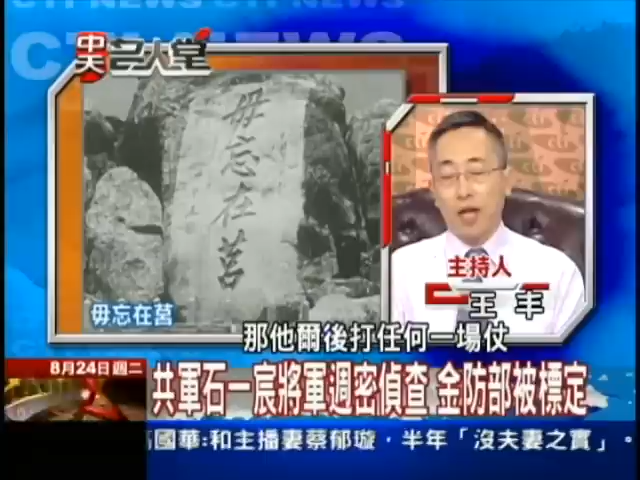 CTI NEWS
中天名人堂
毋忘在莒
主持人
王丰
毋忘在莒
那他爾後打任何一場仗
8月24日週二
共軍石一宸將軍週密偵查 金防部被標定
國華:和主播妻蔡郁璇,半年「沒夫妻之實」。